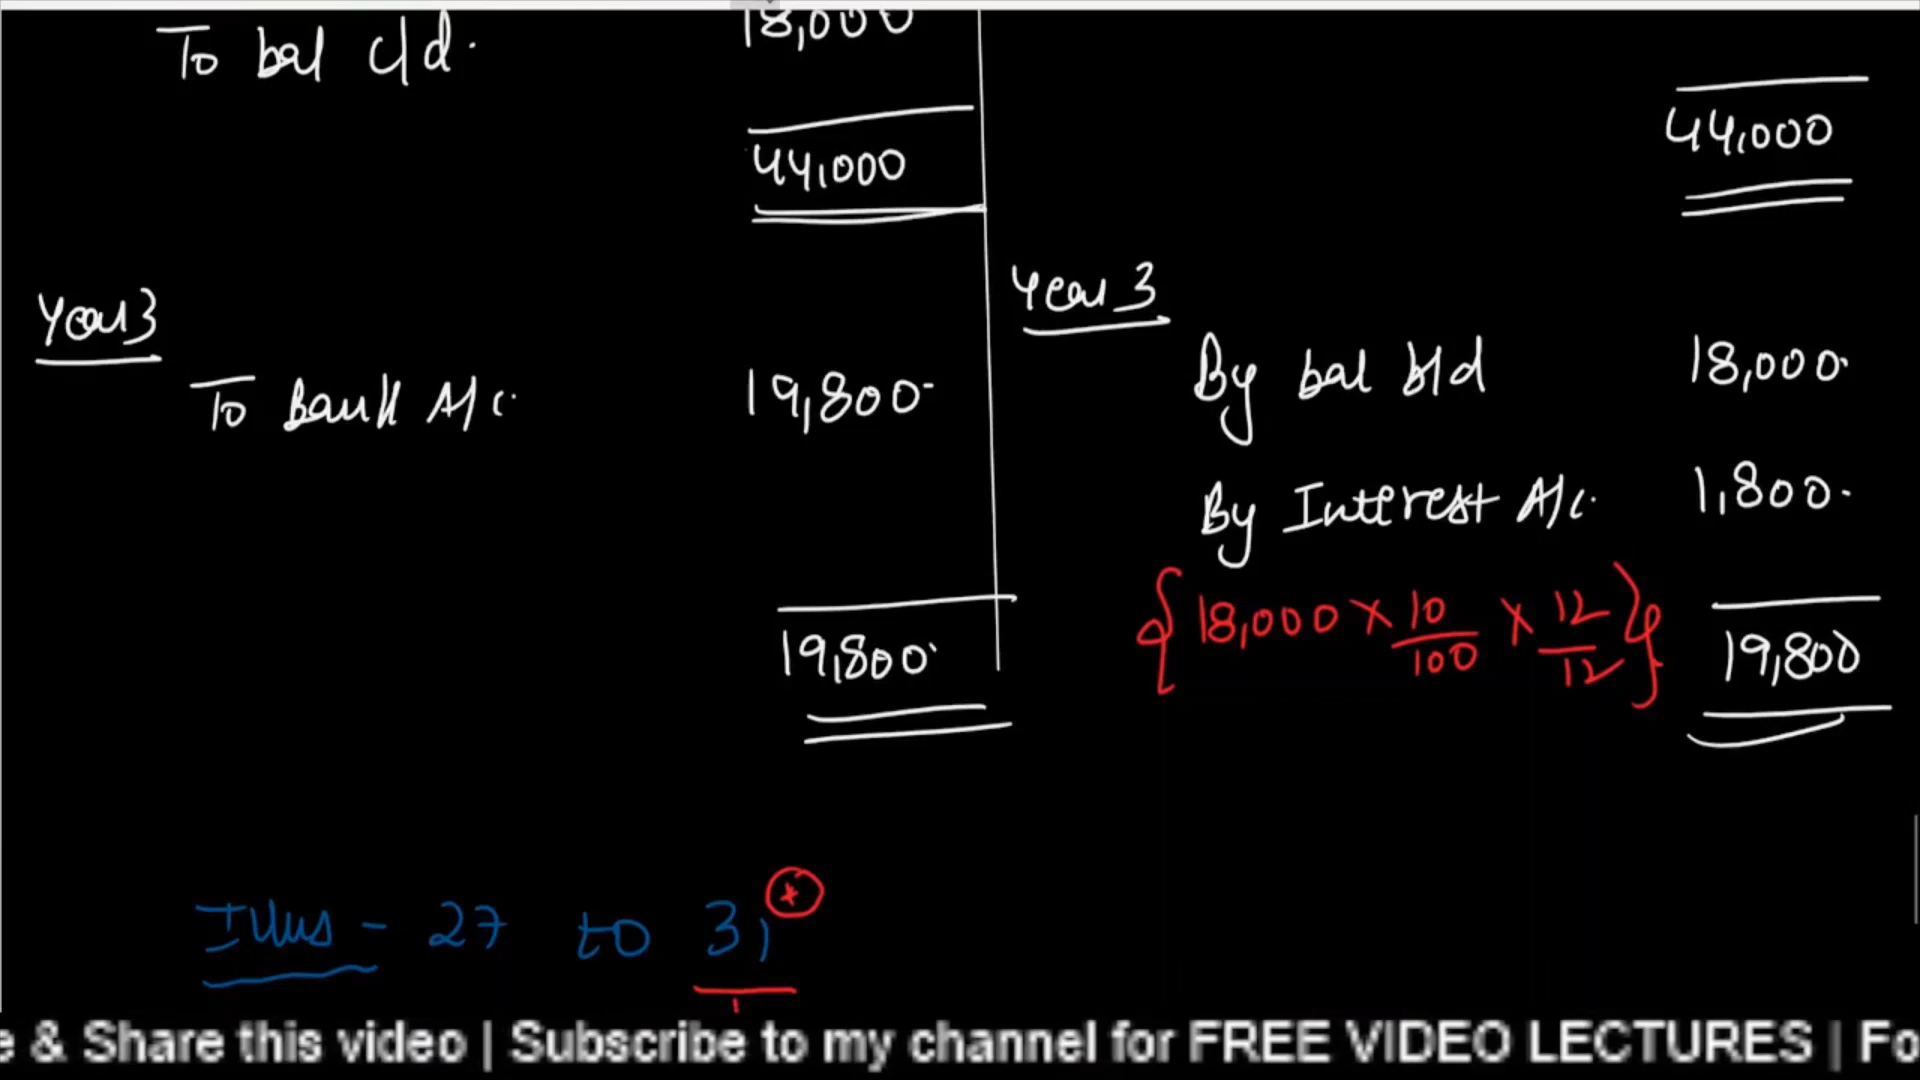 To bal c/d. 18,000
44,000 44,000
Year 3 Year 3
To Bank A/c. 19,800 By bal b/d 18,000
By Interest A/c. 1,800
{18,000 × 10/100 × 12/12}
19,800 19,800
Illus - 27 to 31 *
e & Share this video | Subscribe to my channel for FREE VIDEO LECTURES | Fo